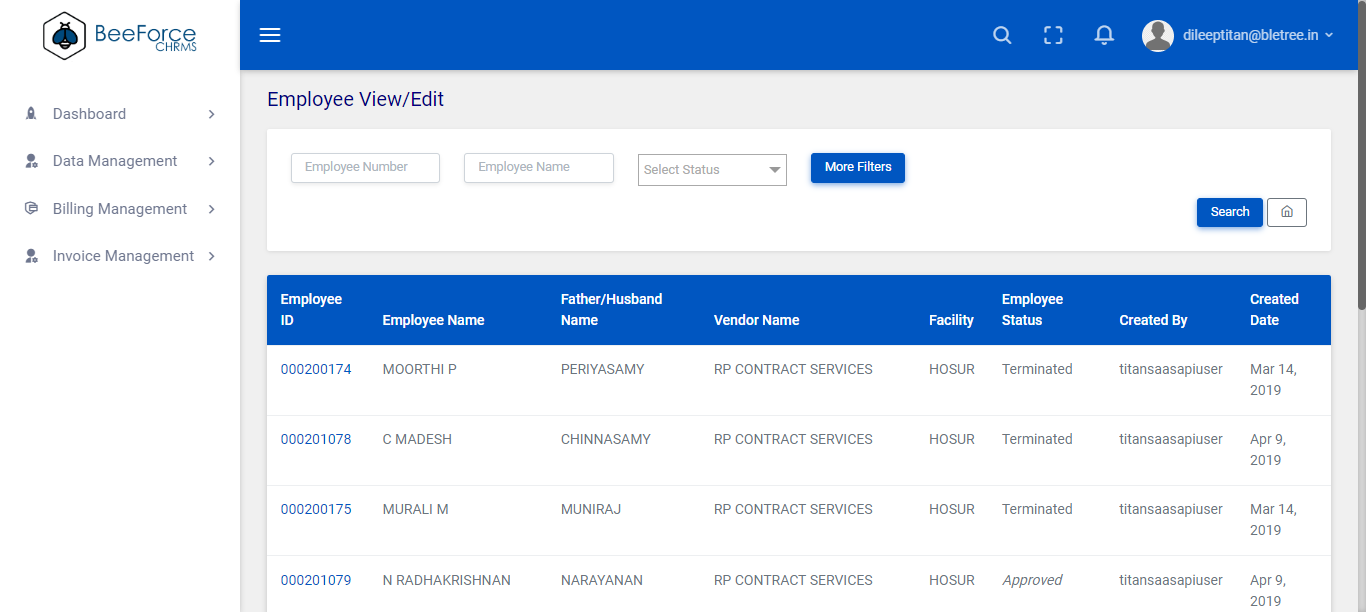 BeeForce
CHRMS
dileeptitan@bletree.in
Dashboard
Data Management
Billing Management
Invoice Management
Employee View/Edit
Employee Number Employee Name Select Status More Filters
Search
Employee ID Employee Name Father/Husband Name Vendor Name Facility Employee Status Created By Created Date
000200174 MOORTHI P PERIYASAMY RP CONTRACT SERVICES HOSUR Terminated titansaasapiuser Mar 14,
2019
000201078 C MADESH CHINNASAMY RP CONTRACT SERVICES HOSUR Terminated titansaasapiuser Apr 9,
2019
000200175 MURALI M MUNIRAJ RP CONTRACT SERVICES HOSUR Terminated titansaasapiuser Mar 14,
2019
000201079 N RADHAKRISHNAN NARAYANAN RP CONTRACT SERVICES HOSUR Approved titansaasapiuser Apr 9,
2019